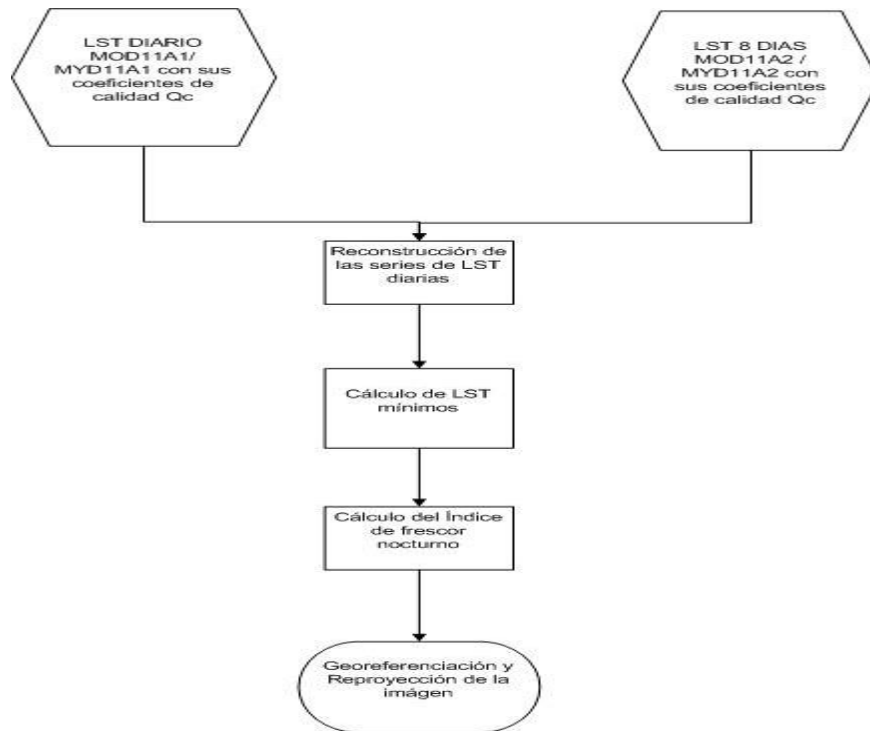 LST DIARIO
MOD11A1/
MYD11A1 con sus
coeficientes de
calidad Qc
LST 8 DIAS
MOD11A2 /
MYD11A2 con
sus coeficientes
de calidad Qc
Reconstrucción de
las series de LST
diarias
Cálculo de LST
mínimos
Cálculo del Índice
de frescor
nocturno
Georeferenciación y
Reproyección de la
imágen